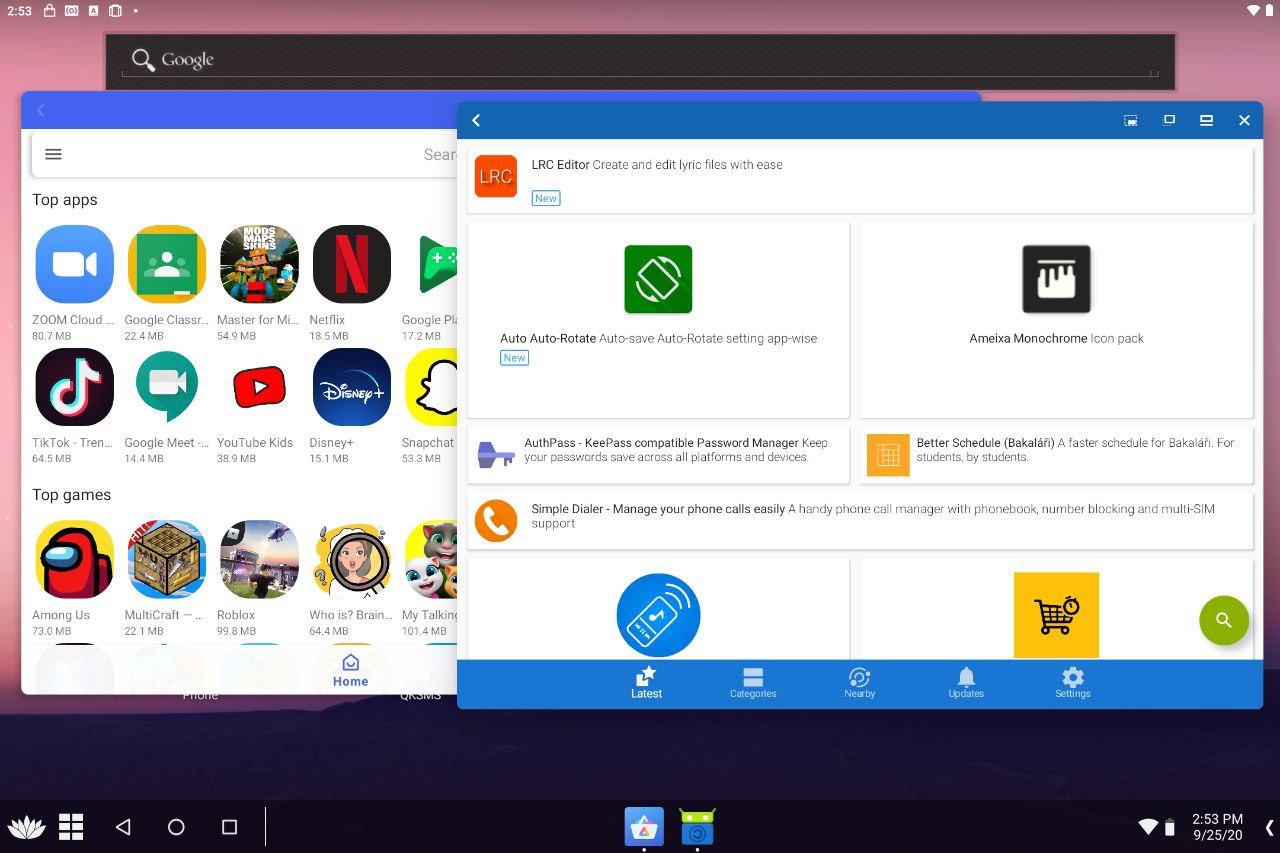 2:53
A
Google
Sear
Top apps
MODS
MAPS
SKINS
N
ZOOM Cloud ...
Google Classr...
Master for Mi...
Netflix
Google Pla
80.7 MB
22.4 MB
54.9 MB
18.5 MB
17.2 MB
Disney+
TikTok - Tren...
Google Meet -...
YouTube Kids
Disney+
Snapchat
64.5 MB
14.4 MB
38.9 MB
15.1 MB
53.3 MB
Top games
HIT!
Among Us
MultiCraft — ...
Roblox
Who is? Brain...
My Talking
73.0 MB
22.1 MB
99.8 MB
64.4 MB
101.4 MB
Home
Phone
QKSMS
LRC
LRC Editor Create and edit lyric files with ease
New
Auto Auto-Rotate Auto-save Auto-Rotate setting app-wise
New
Ameixa Monochrome Icon pack
AuthPass - KeePass compatible Password Manager Keep
your passwords save across all platforms and devices.
Better Schedule (Bakaláři) A faster schedule for Bakaláři. For
students, by students.
Simple Dialer - Manage your phone calls easily A handy phone call manager with phonebook, number blocking and multi-SIM
support
Latest
Categories
Nearby
Updates
Settings
2:53 PM
9/25/20